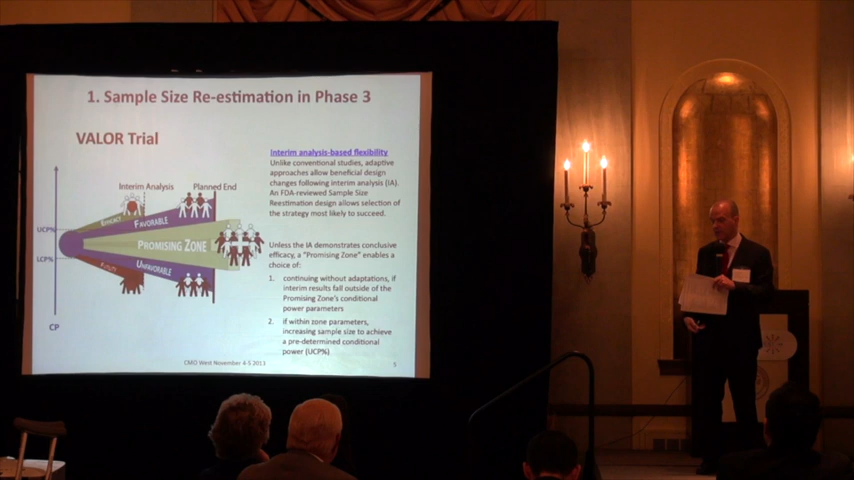 1. Sample Size Re-estimation in Phase 3
VALOR Trial
Interim analysis-based flexibility
Unlike conventional studies, adaptive
approaches allow beneficial design
changes following interim analysis (IA).
An FDA-reviewed Sample Size
Reestimation design allows selection of
the strategy most likely to succeed.
Interim Analysis
Planned End
EFFICACY
FAVORABLE
UCP%
PROMISING ZONE
LCP%
UNFAVORABLE
FUTILITY
CP
Unless the IA demonstrates conclusive
efficacy, a "Promising Zone" enables a
choice of:
1. continuing without adaptations, if
interim results fall outside of the
Promising Zone's conditional
power parameters
2. if within zone parameters,
increasing sample size to achieve
a pre-determined conditional
power (UCP%)
CMO West November 4-5 2013
5